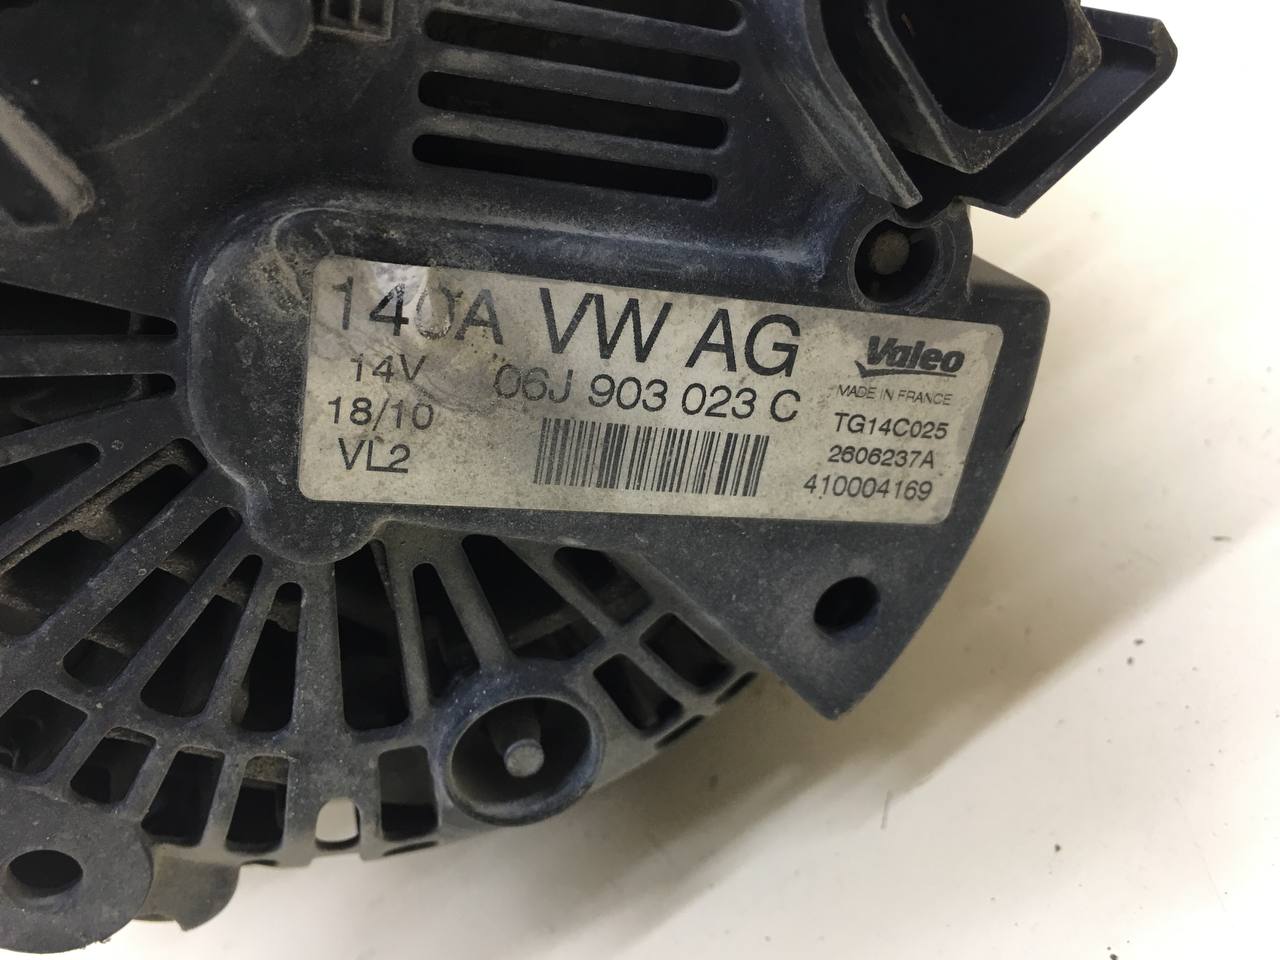 140A VW AG
14V 06J 903 023 C
18/10
VL2
Valeo
MADE IN FRANCE
TG14C025
2606237A
410004169